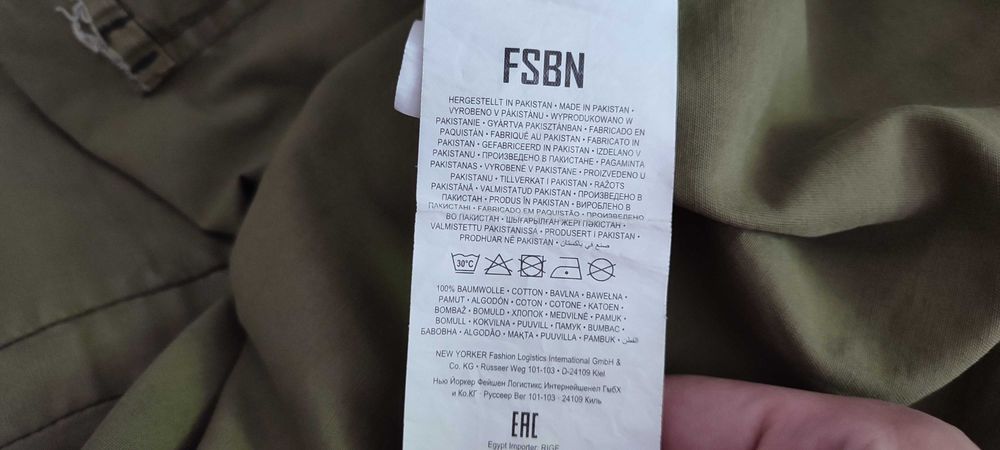 FSBN
HERGESTELLT IN PAKISTAN • MADE IN PAKISTAN •
VYROBENO V PÁKISTÁNU • WYPRODUKOWANO W
PAKISTANIE • GYÁRTVA PAKISZTÁNBAN • FABRICADO EN
PAQUISTÁN • FABRIQUÉ AU PAKISTAN • FABRICATO IN
PAKISTAN • GEFABRICEERD IN PAKISTAN • IZDELANO V
PAKISTANU • ПРОИЗВЕДЕНО В ПАКИСТАНЕ • PAGAMINTA
PAKISTANAS • VYROBENÉ V PAKISTANE • PROIZVEDENO U
PAKISTANU • TILLVERKAT I PAKISTAN • RAŽOTS
PAKISTĀNĀ • VALMISTATUD PAKISTAN • ПРОИЗВЕДЕНО В
ПАКИСТАН • PRODUS ÎN PAKISTAN • ВИРОБЛЕНО В
ПАКИСТАНІ • FABRICADO EM PAQUISTÃO • ПРОИЗВЕДЕНО
ВО ПАКИСТАН • ШЫҒАРЫЛҒАН ЖЕРІ ПӘКІСТАН •
VALMISTETTU PAKISTANISSA • PRODUSERT I PAKISTAN •
PRODHUAR NË PAKISTAN • صنع في باكستان
30°C
100% BAUMWOLLE • COTTON • BAVLNA • BAWEŁNA •
PAMUT • ALGODÓN • COTON • COTONE • KATOEN •
BOMBAŽ • BOMULD • ХЛОПОК • MEDVILNĖ • PAMUK •
BOMULL • KOKVILNA • PUUVILL • ПАМУК • BUMBAC •
БАВОВНА • ALGODÃO • МАҚТА • PUUVILLA • PAMBUK • القطن
NEW YORKER Fashion Logistics International GmbH &
Co. KG • Russeer Weg 101-103 • D-24109 Kiel
Нью Йоркер Фейшен Логистикс Интернейшенел ГмбХ
и Ко.КГ · Руссеер Вег 101-103 · 24109 Киль
EAC
Egypt Importer: RIGE